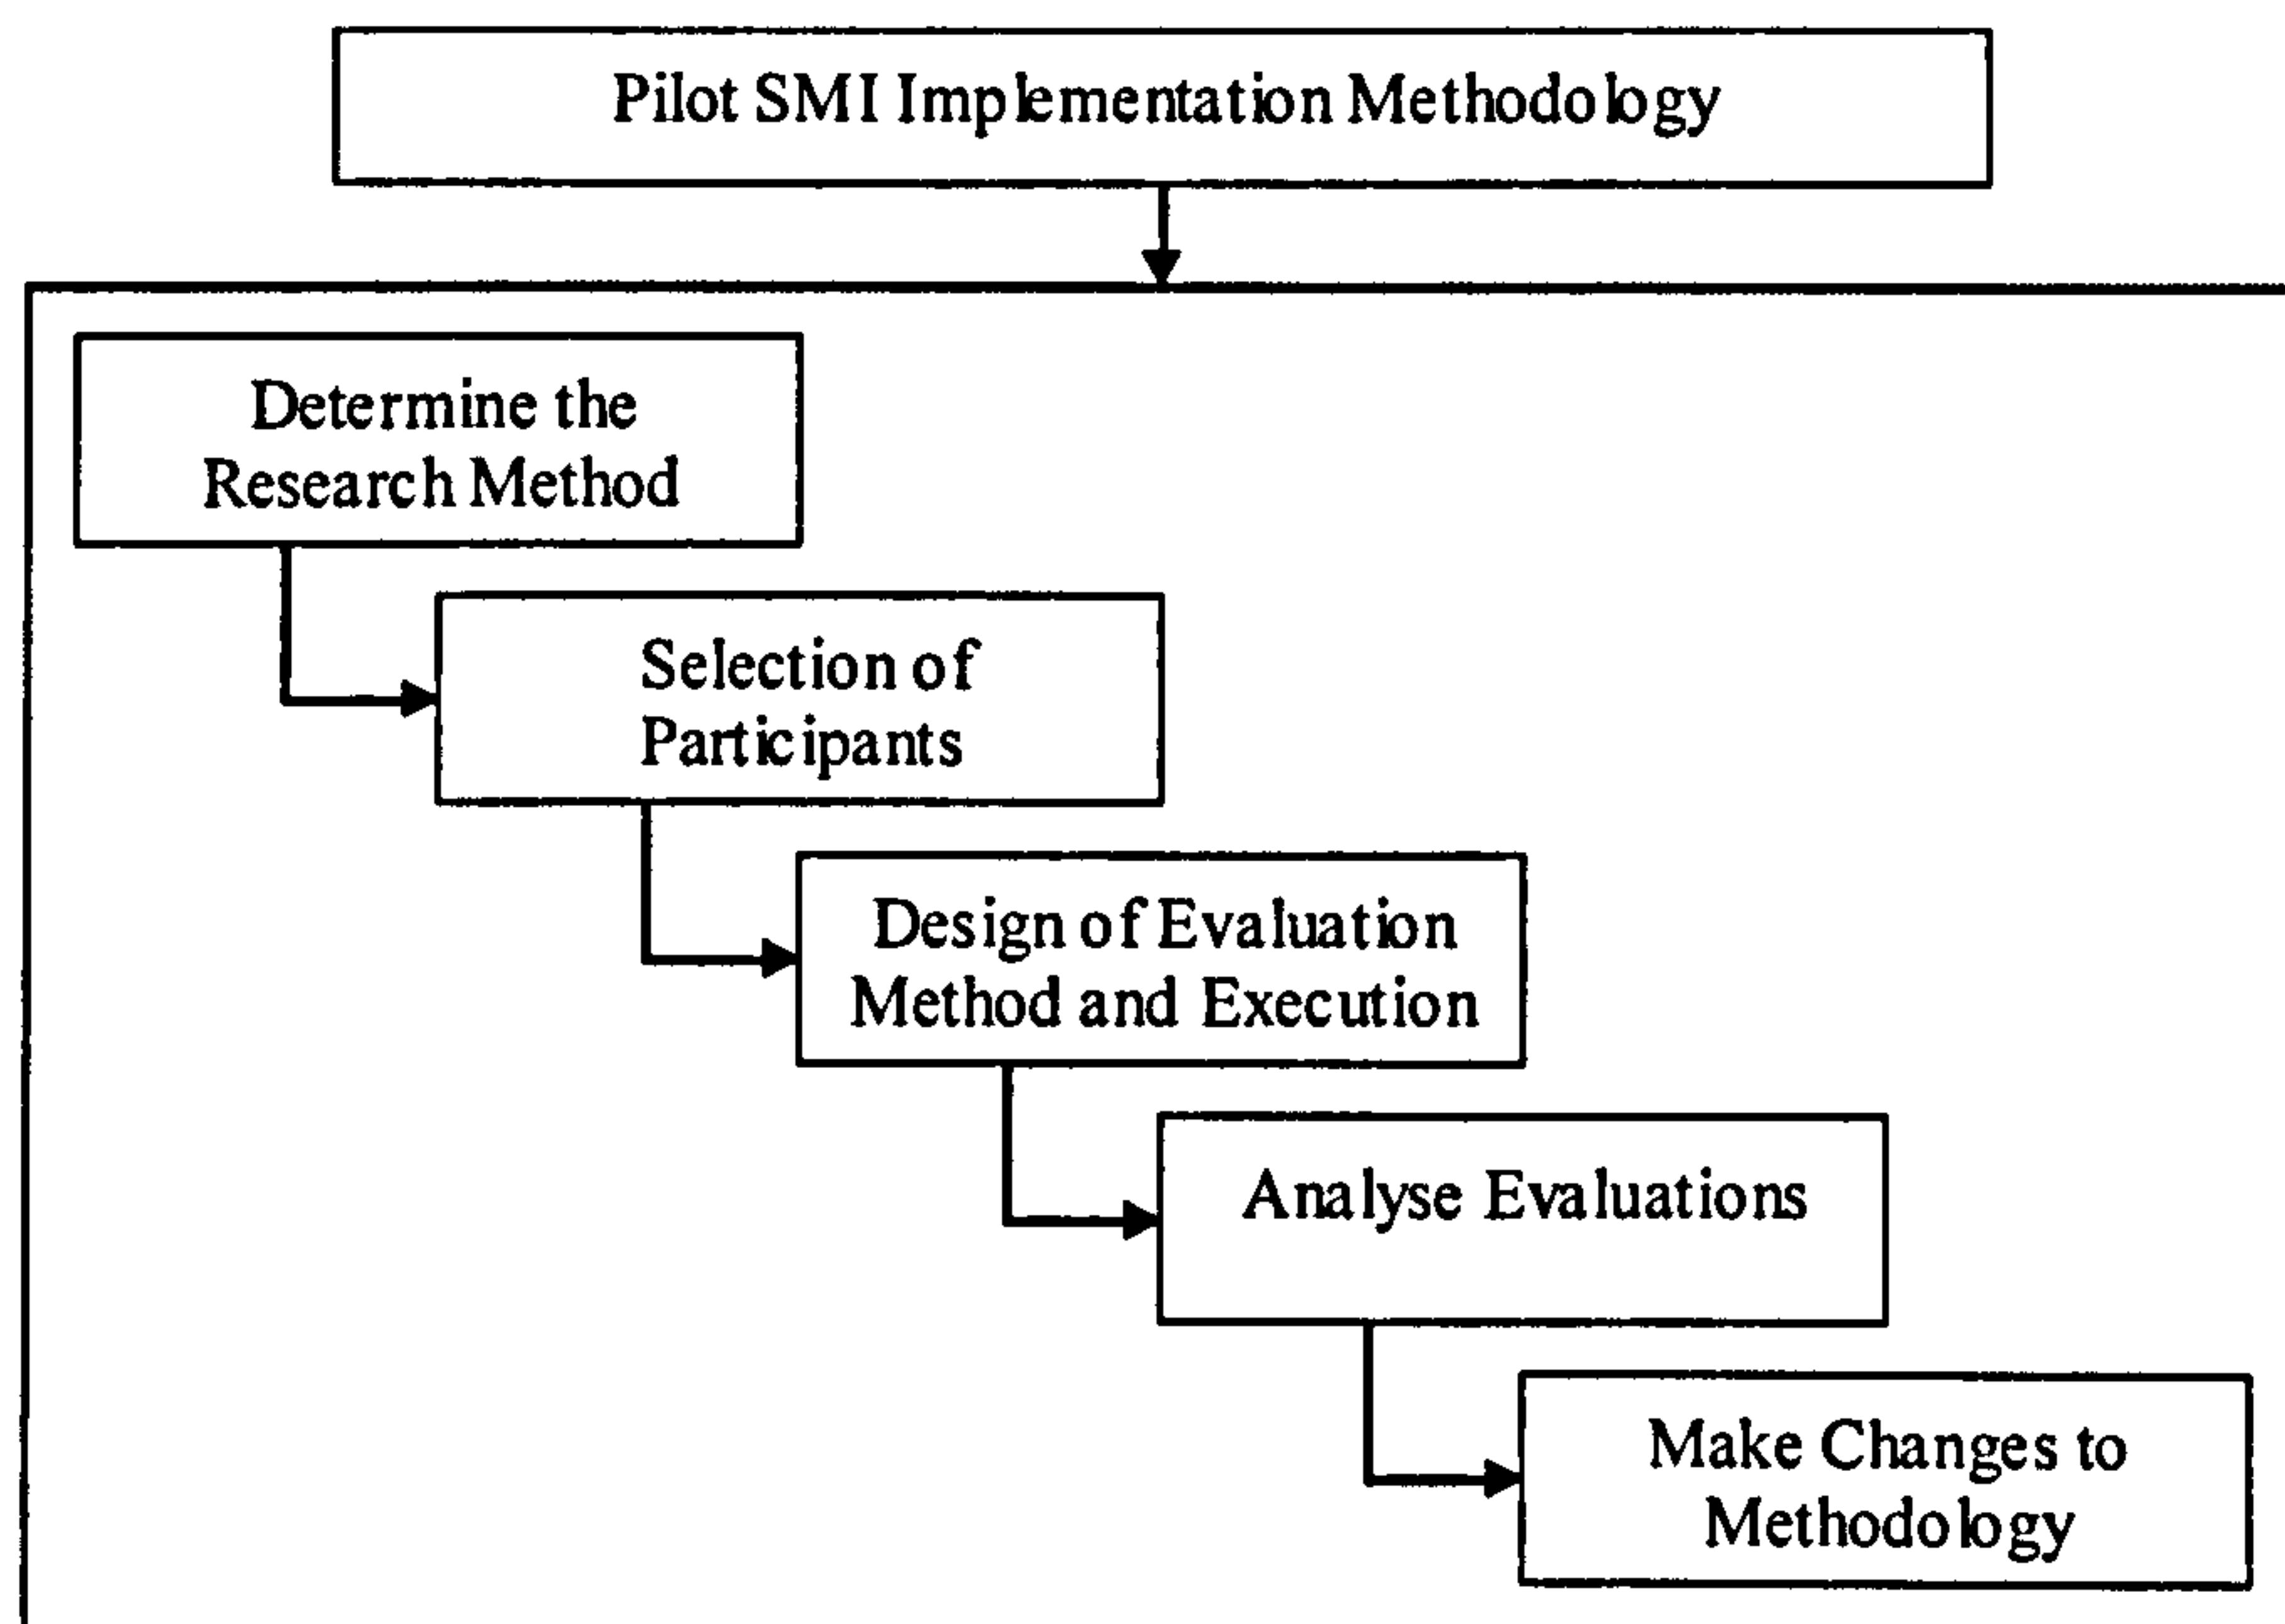 Pilot SMI Implementation Methodology
Determine the
Research Method
Selection of
Participants
Design of Evaluation
Method and Execution
Analyse Evaluations
Make Changes to
Methodology